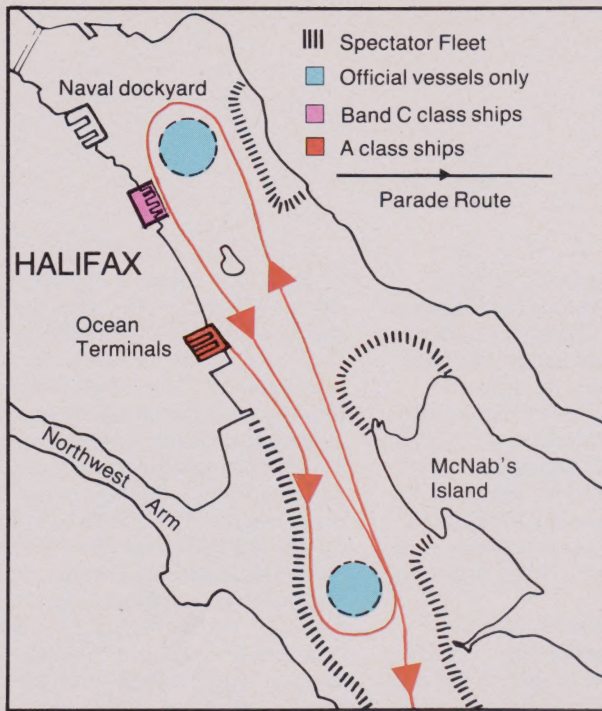 Spectator Fleet
Official vessels only
Band C class ships
A class ships
Parade Route
Naval dockyard
HALIFAX
Ocean
Terminals
Northwest
Arm
McNab's
Island